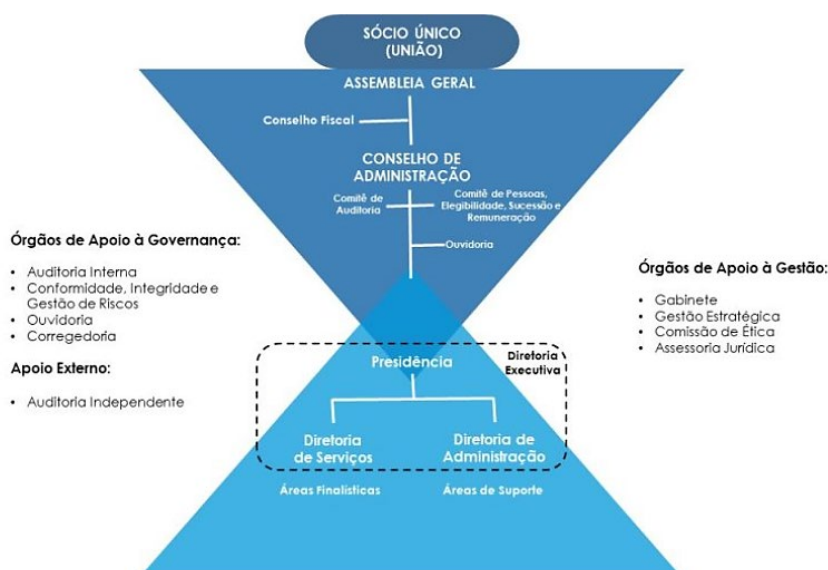 SÓCIO ÚNICO
(UNIÃO)
ASSEMBLEIA GERAL
Conselho Fiscal
CONSELHO DE
ADMINISTRAÇÃO
Comitê de
Auditoria
Comitê de Pessoas,
Elegibilidade, Sucessão e
Remuneração
Ouvidoria
Órgãos de Apoio à Governança:
• Auditoria Interna
• Conformidade, Integridade e
Gestão de Riscos
• Ouvidoria
• Corregedoria
Apoio Externo:
• Auditoria Independente
Órgãos de Apoio à Gestão:
• Gabinete
• Gestão Estratégica
• Comissão de Ética
• Assessoria Jurídica
Presidência
Diretoria
Executiva
Diretoria
de Serviços
Diretoria de
Administração
Áreas Finalísticas
Áreas de Suporte